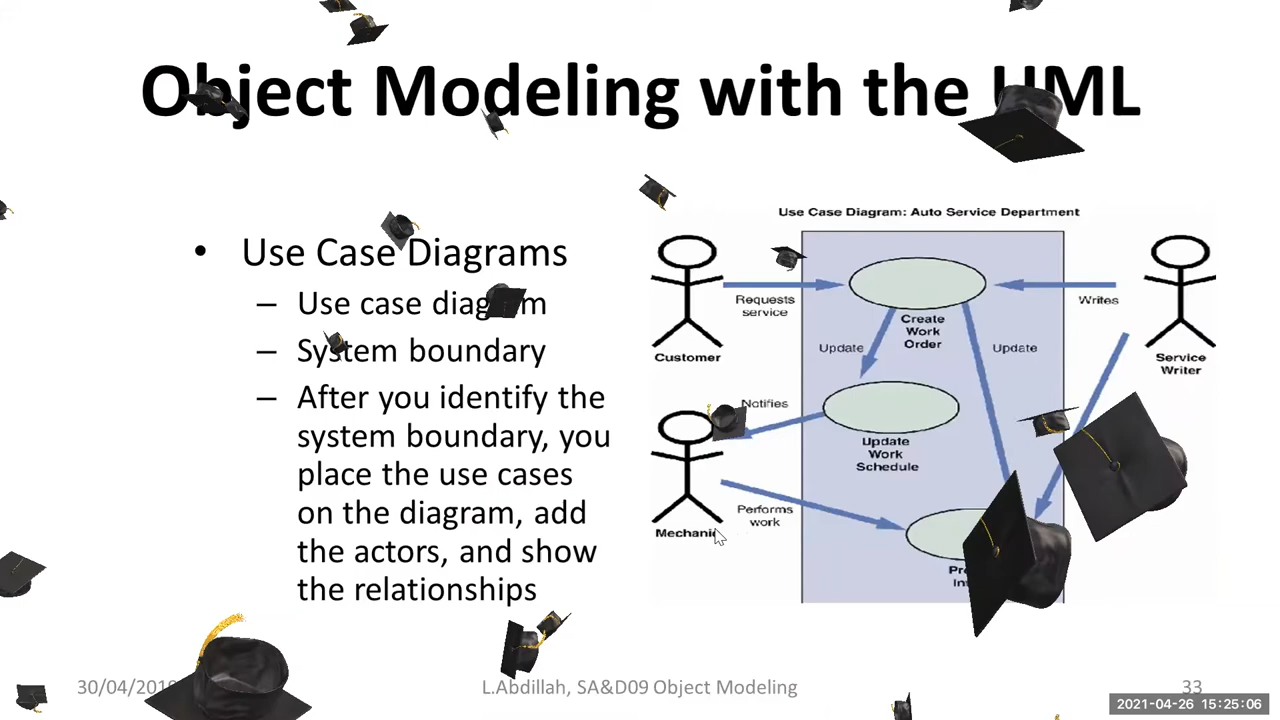 Object Modeling with the UML
• Use Case Diagrams
– Use case diagram
– System boundary
– After you identify the
system boundary, you
place the use cases
on the diagram, add
the actors, and show
the relationships
Use Case Diagram: Auto Service Department
Requests
service
Writes
Create
Work
Order
Customer
Service
Writer
Update
Update
Notifies
Update
Work
Schedule
Performs
work
Mechanic
L.Abdillah, SA&D09 Object Modeling
33
2021-04-26 15:25:06